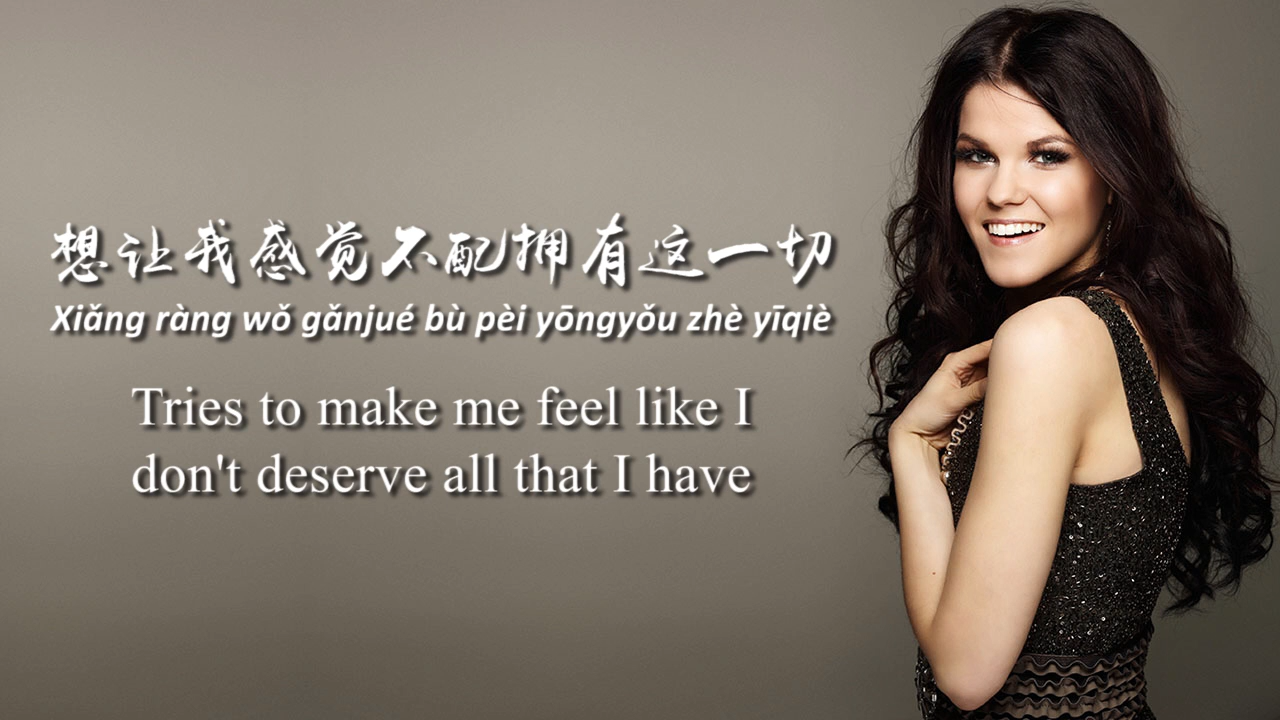 想让我感觉不配拥有这一切
Xiǎng ràng wǒ gǎnjué bù pèi yōngyǒu zhè yīqiè
Tries to make me feel like I
don't deserve all that I have